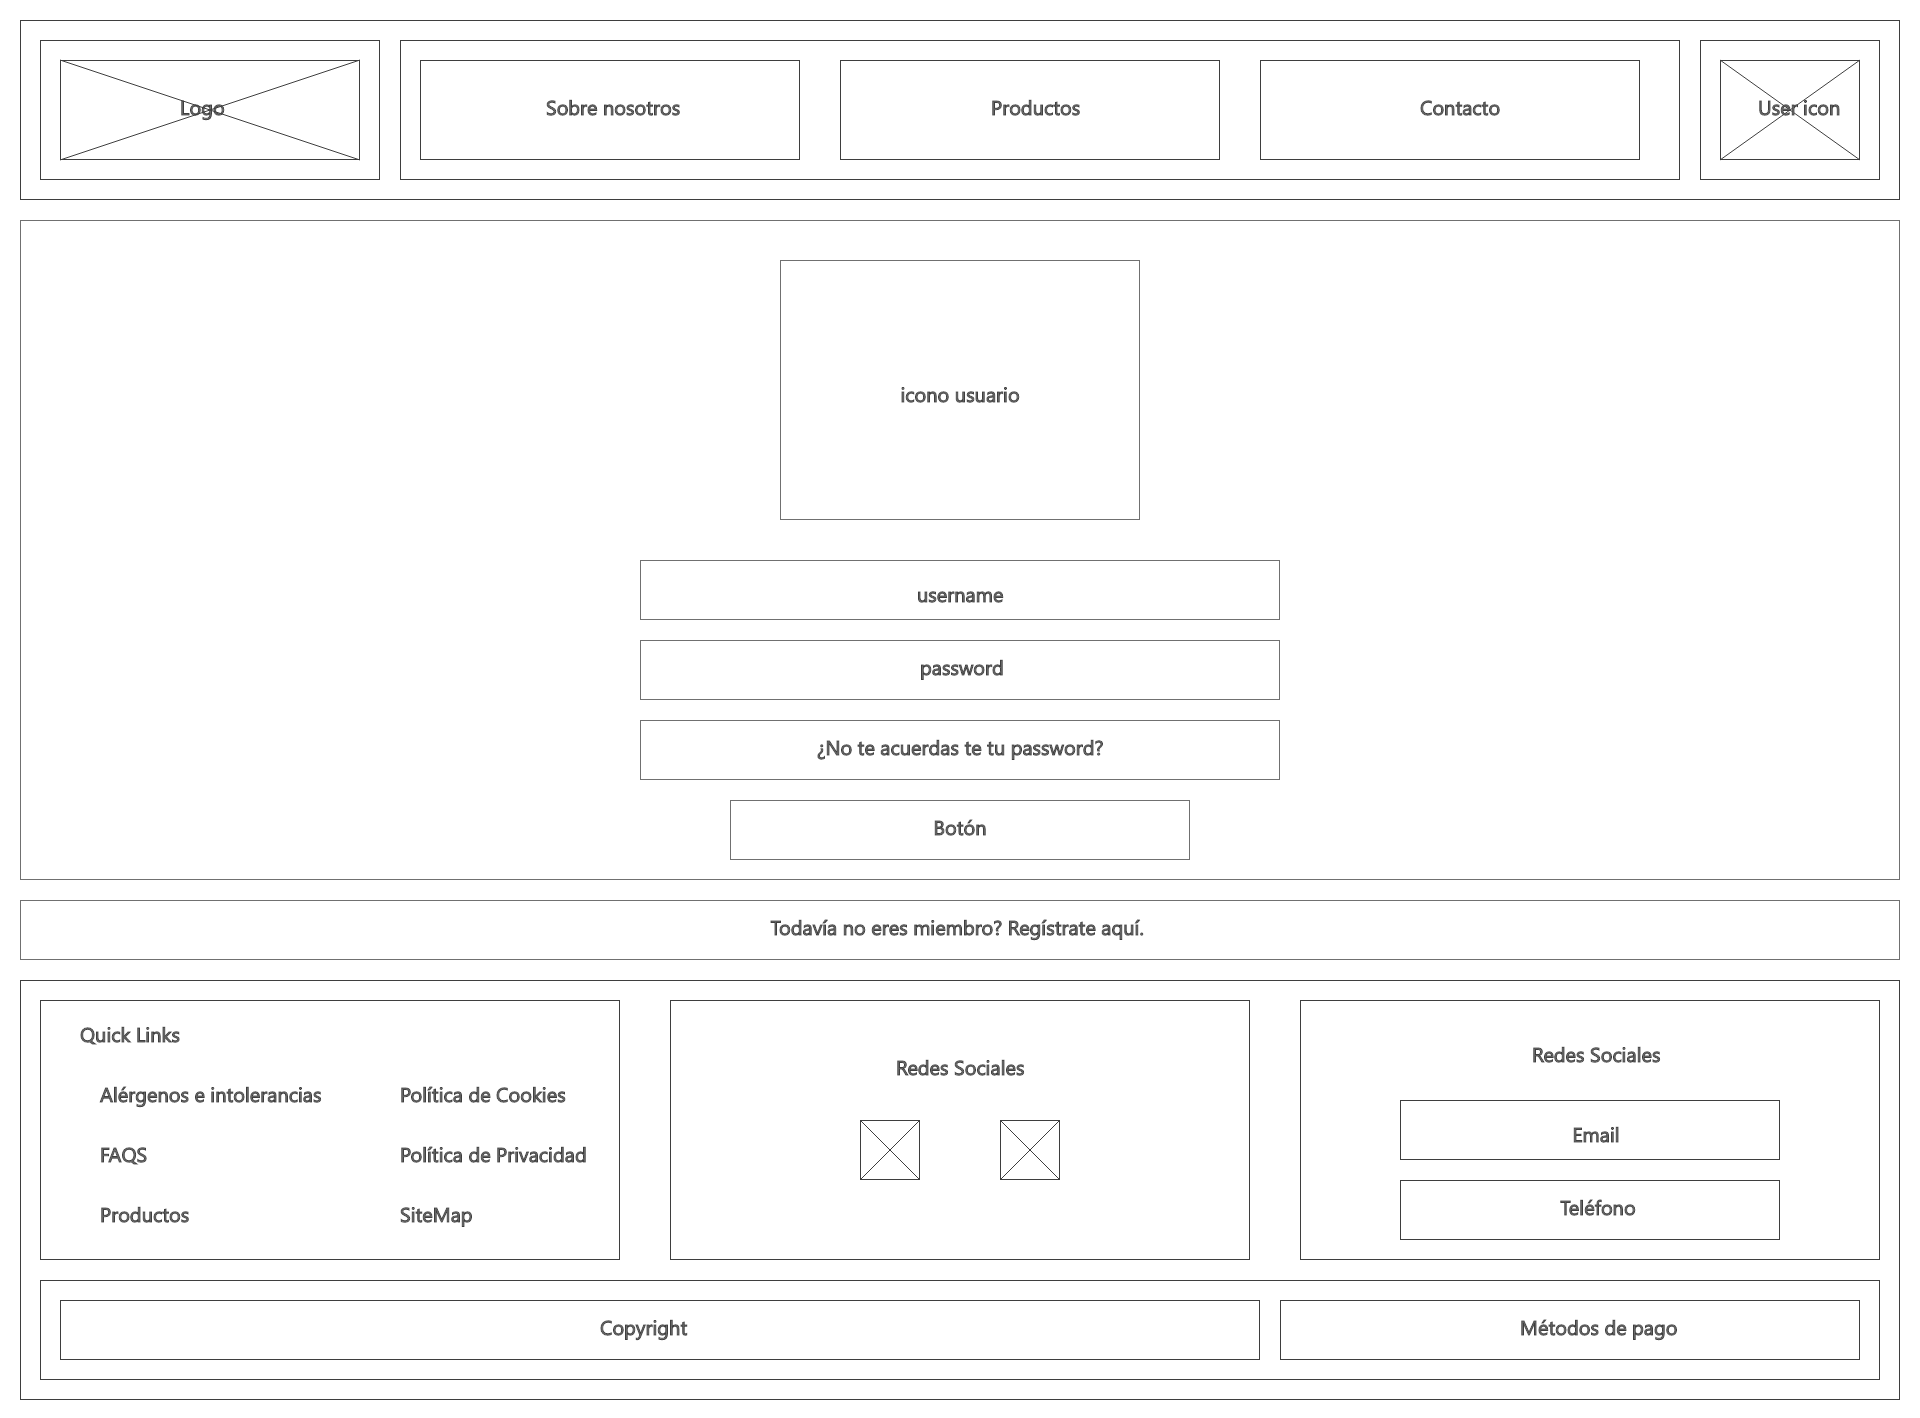 Logo
Sobre nosotros
Productos
Contacto
User icon
icono usuario
username
password
¿No te acuerdas te tu password?
Botón
Todavía no eres miembro? Regístrate aquí.
Quick Links
Alérgenos e intolerancias
Política de Cookies
FAQS
Política de Privacidad
Productos
SiteMap
Redes Sociales
Redes Sociales
Email
Teléfono
Copyright
Métodos de pago